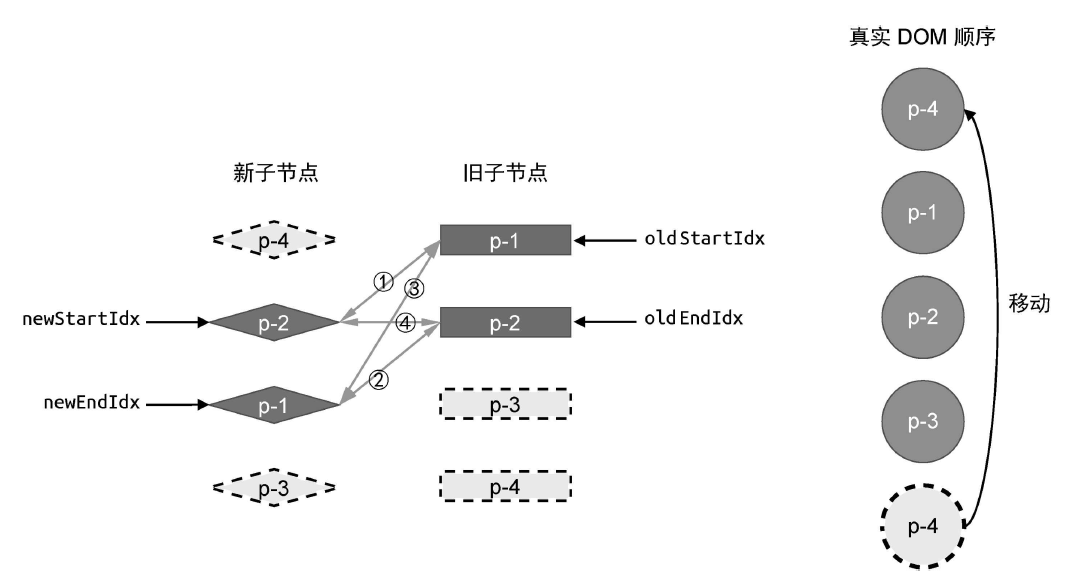 真实 DOM 顺序
p-4
p-1
p-2
p-3
p-4
移动
新子节点
旧子节点
p-4
p-1
oldStartIdx
①
③
newStartIdx
p-2
④
p-2
oldEndIdx
②
newEndIdx
p-1
p-3
p-3
p-4